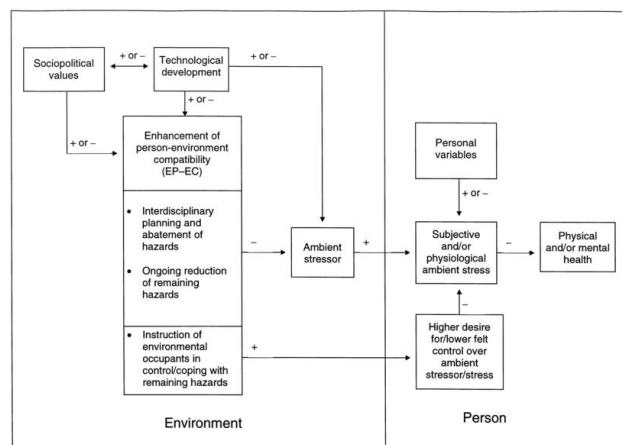 + or –
+ or –
Sociopolitical
values
Technological
development
+ or –
+ or –
Enhancement of
person-environment
compatibility
(EP–EC)
Personal
variables
+ or –
• Interdisciplinary
planning and
abatement of
hazards
• Ongoing reduction
of remaining
hazards
–
Ambient
stressor
+
Subjective
and/or
physiological
ambient stress
–
Physical
and/or mental
health
–
• Instruction of
environmental
occupants in
control/coping with
remaining hazards
+
Higher desire
for/lower felt
control over
ambient
stressor/stress
Environment
Person